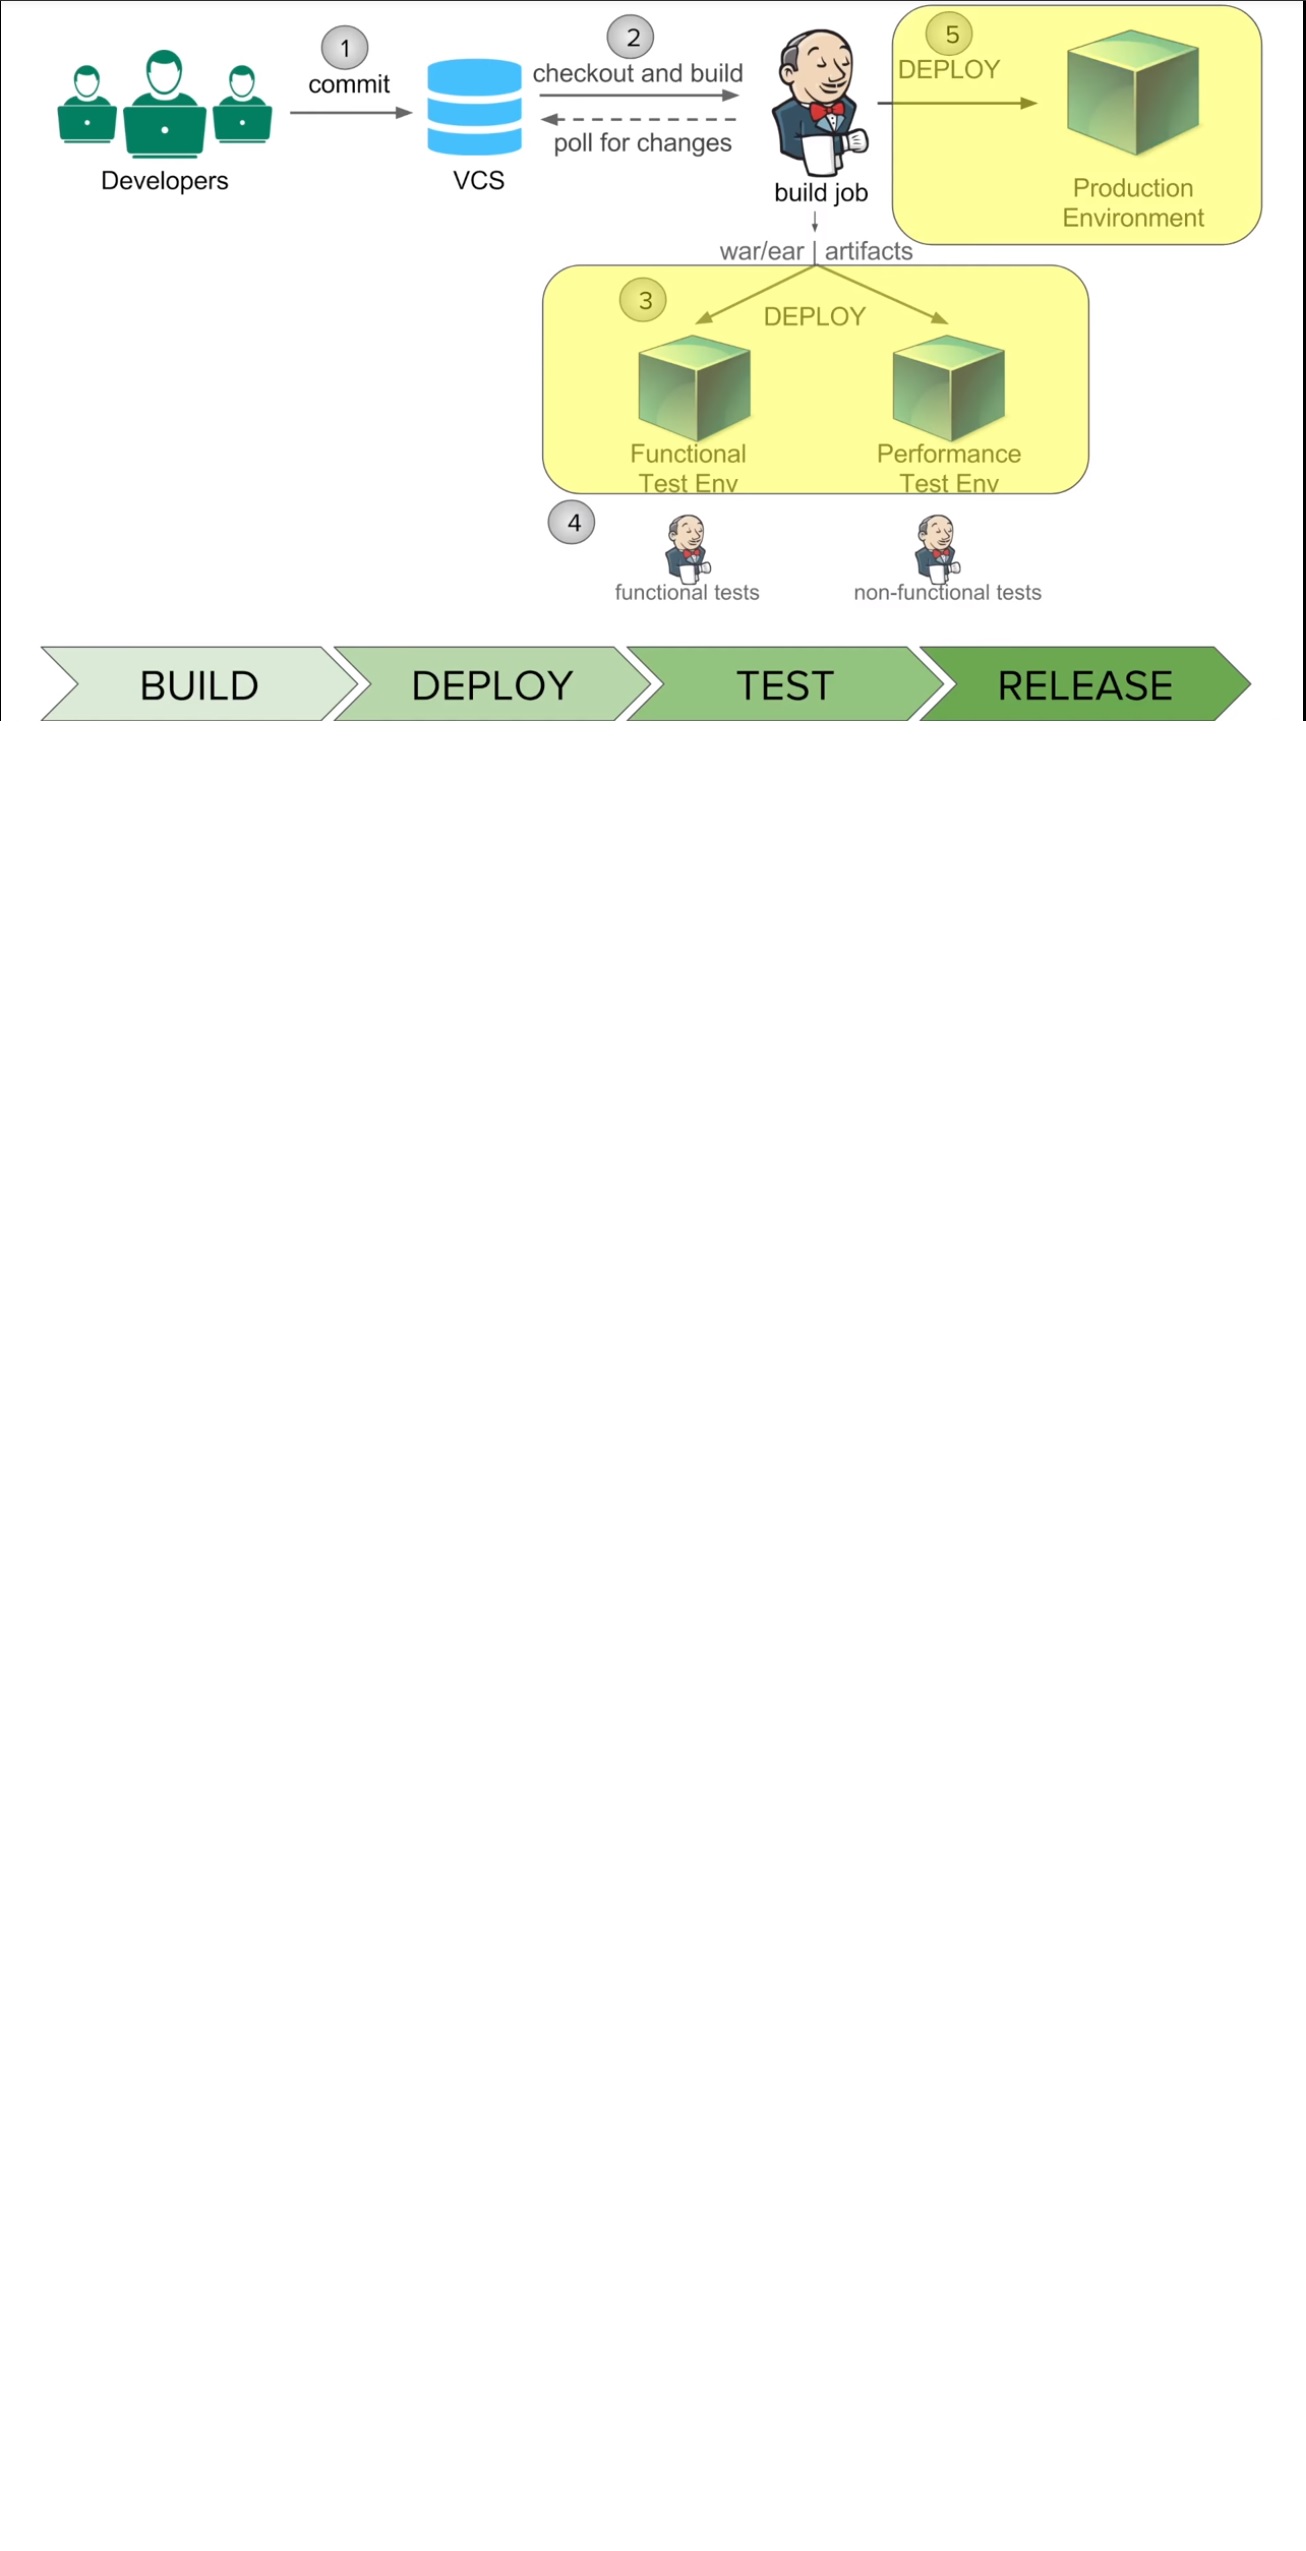 1
commit
2
checkout and build
poll for changes
5
DEPLOY
Developers
VCS
build job
Production
Environment
war/ear
artifacts
3
DEPLOY
Functional
Test Env
Performance
Test Env
4
functional tests
non-functional tests
BUILD
DEPLOY
TEST
RELEASE